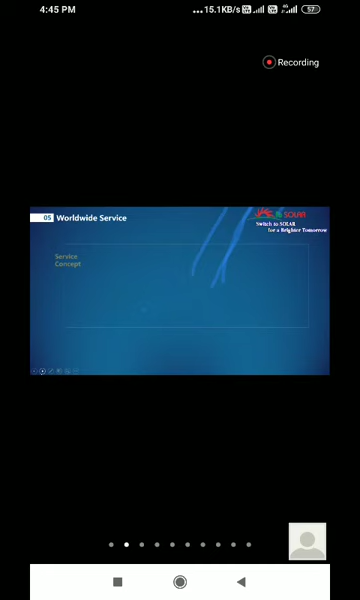 4:45 PM
...15.1KB/s
57
Recording
05 Worldwide Service
SOLAR
Switch to SOLAR
for a Brighter Tomorrow
Service
Concept